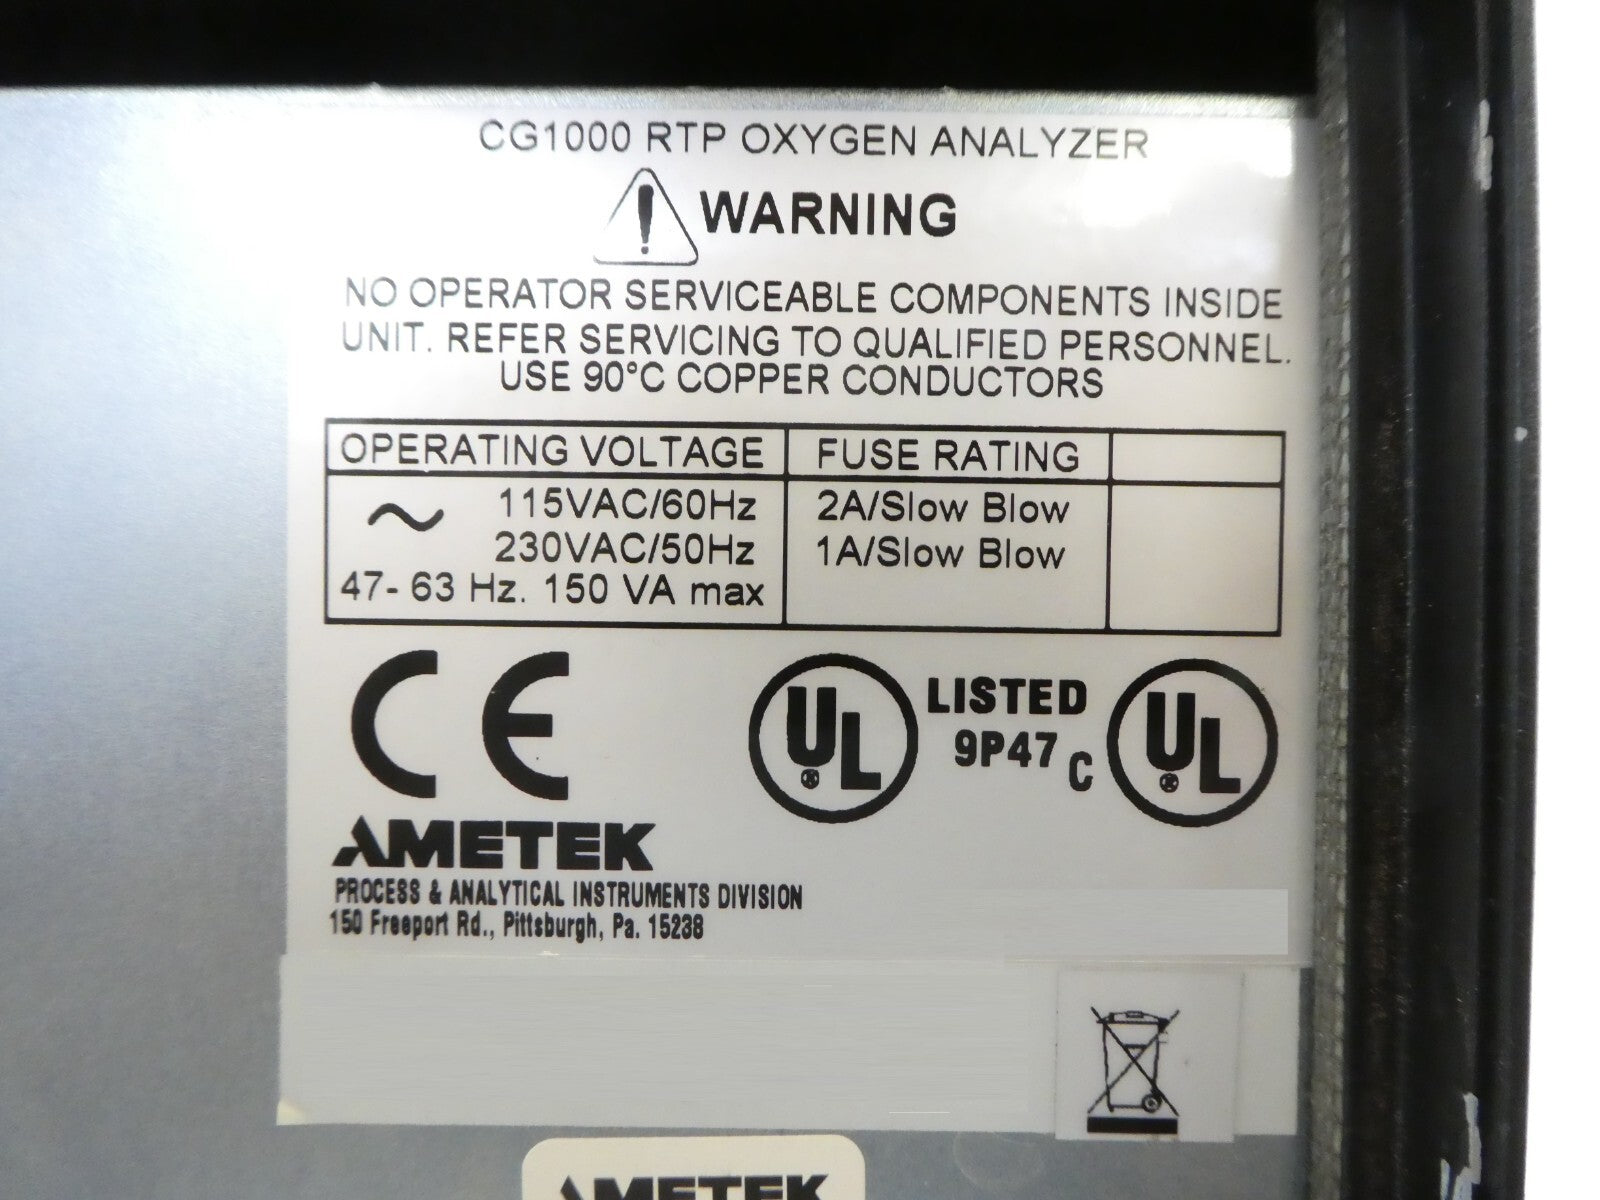 CG1000 RTP OXYGEN ANALYZER
WARNING
NO OPERATOR SERVICEABLE COMPONENTS INSIDE
UNIT. REFER SERVICING TO QUALIFIED PERSONNEL.
USE 90°C COPPER CONDUCTORS
OPERATING VOLTAGE FUSE RATING
~ 115VAC/60Hz 2A/Slow Blow
230VAC/50Hz 1A/Slow Blow
47- 63 Hz. 150 VA max
CE
UL LISTED C UL
9P47
AMETEK
PROCESS & ANALYTICAL INSTRUMENTS DIVISION
150 Freeport Rd., Pittsburgh, Pa. 15238
AMETEK